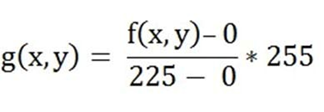 g(x,y) = f(x,y)– 0 / 225 – 0 * 255